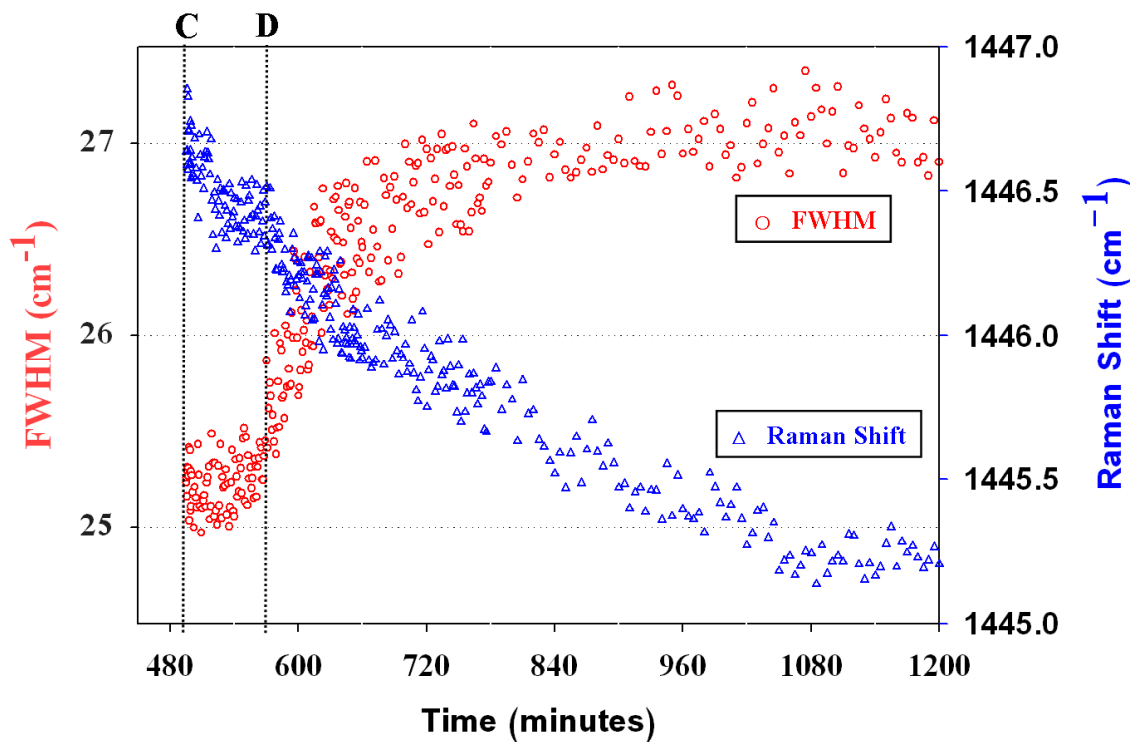 C D
1447.0
27
1446.5
FWHM
FWHM (cm-1)
26
1446.0
Raman Shift (cm-1)
Raman Shift
1445.5
25
1445.0
480 600 720 840 960 1080 1200
Time (minutes)